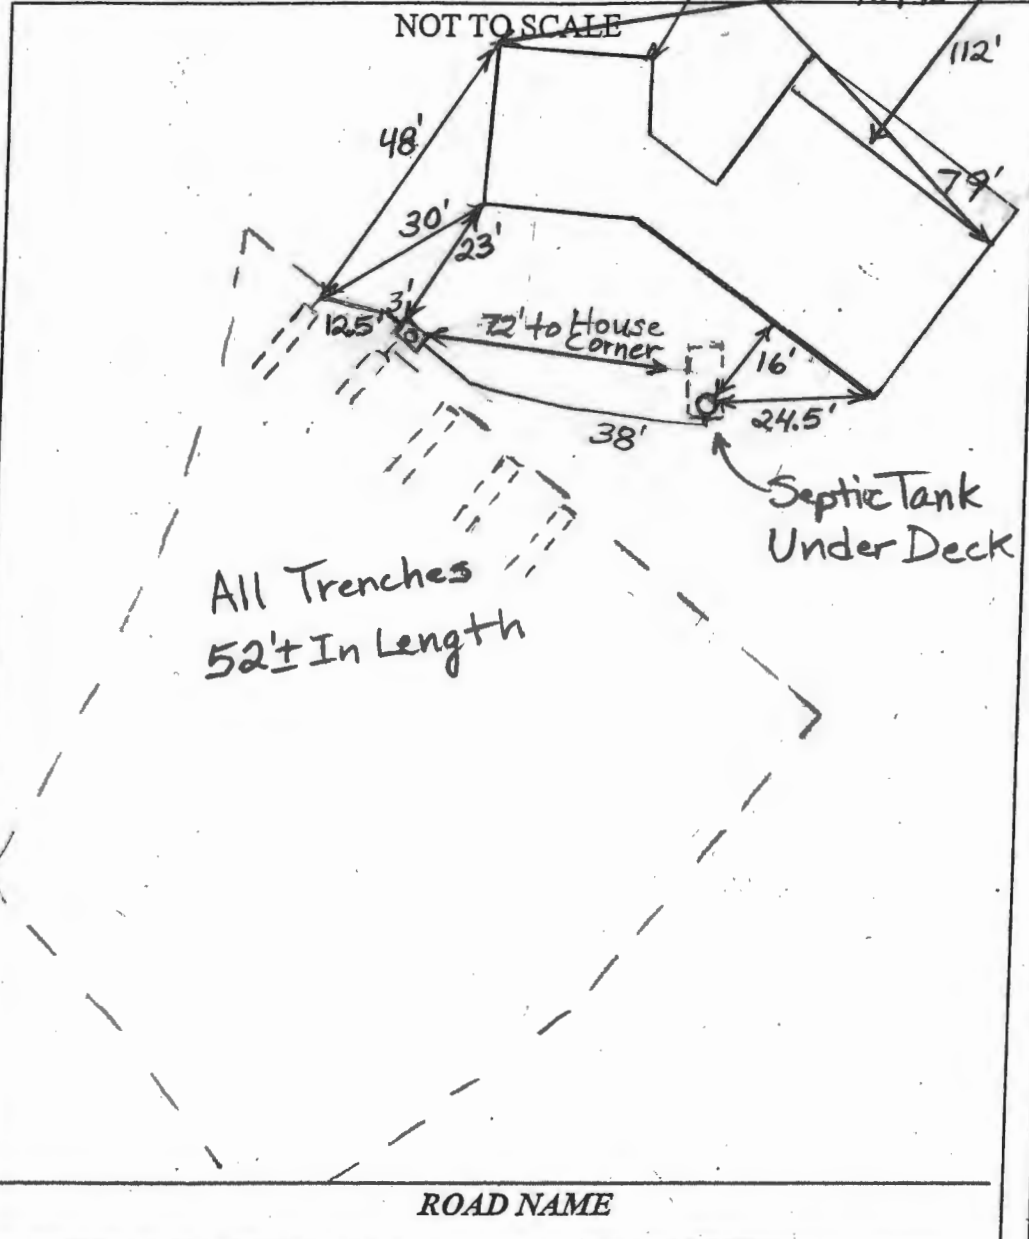 NOT TO SCALE
112'
48'
79'
30'
23'
3'
12.5'
72' to House
Corner
16'
24.5'
38'
Septic Tank
Under Deck
All Trenches
52'± In Length
ROAD NAME